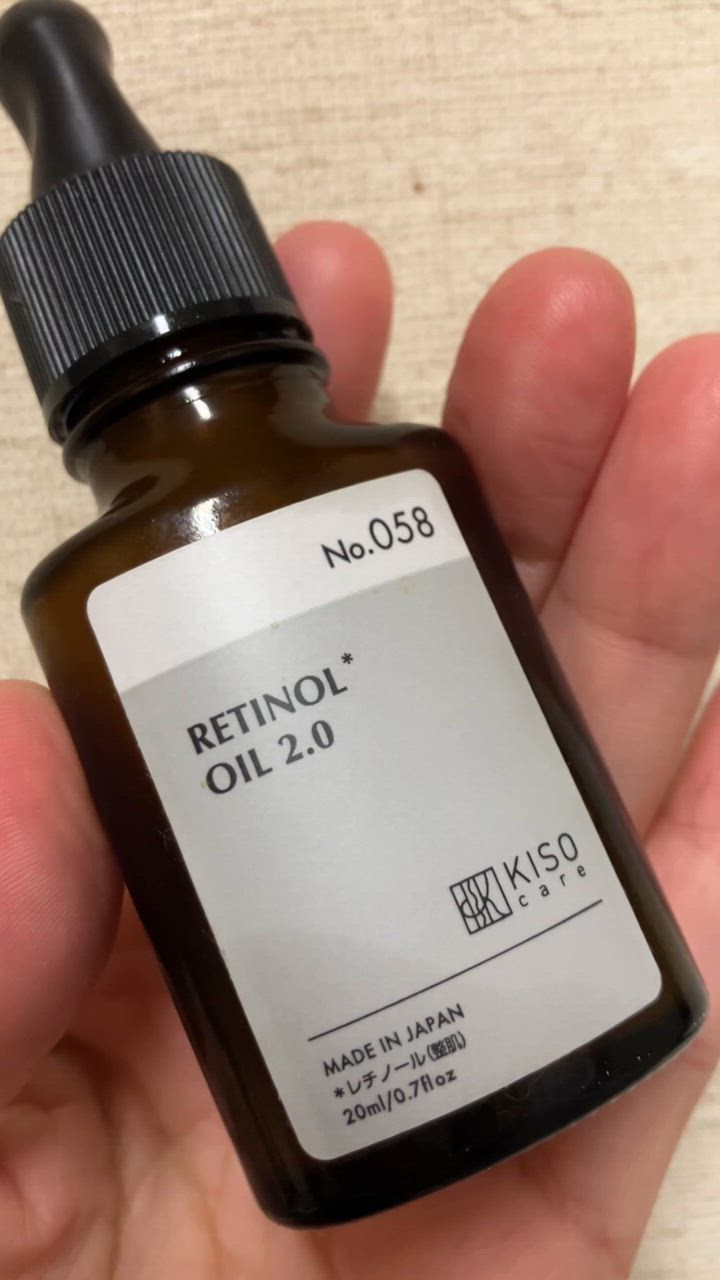 No.058
RETINOL*
OIL 2.0
KISO
care
MADE IN JAPAN
*レチノール(整肌)
20ml/0.7fl oz